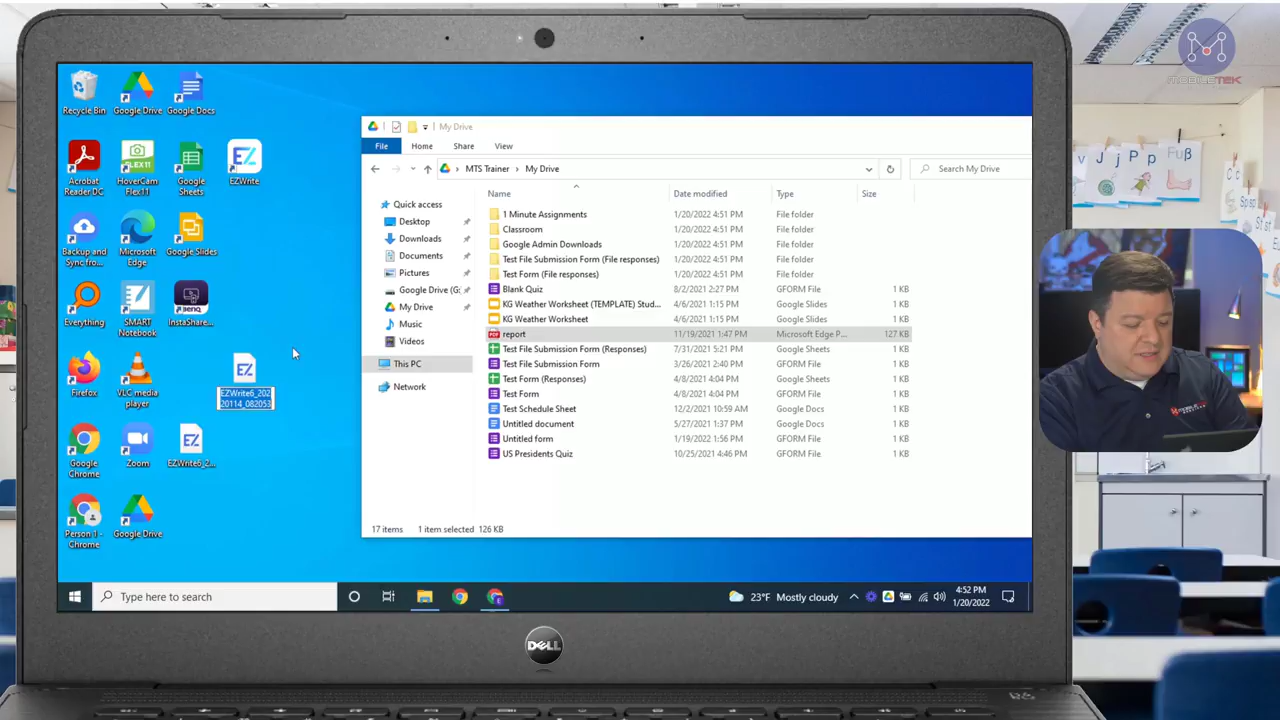 MOBILETEK
Recycle Bin
Google Drive
Google Docs
Acrobat
Reader DC
HoverCam
Flex11
Google
Sheets
EZWrite
Backup and
Sync from...
Microsoft
Edge
Google Slides
Everything
SMART
Notebook
InstaShare...
Firefox
VLC media
player
EZWrite6_202
20114_082053
Google
Chrome
Zoom
EZWrite6_2...
Person 1 -
Chrome
Google Drive
My Drive
File Home Share View
MTS Trainer My Drive
Search My Drive
Quick access
Desktop
Downloads
Documents
Pictures
Google Drive (G:
My Drive
Music
Videos
This PC
Network
Name Date modified Type Size
1 Minute Assignments 1/20/2022 4:51 PM File folder
Classroom 1/20/2022 4:51 PM File folder
Google Admin Downloads 1/20/2022 4:51 PM File folder
Test File Submission Form (File responses) 1/20/2022 4:51 PM File folder
Test Form (File responses) 1/20/2022 4:51 PM File folder
Blank Quiz 8/2/2021 2:27 PM GFORM File 1 KB
KG Weather Worksheet (TEMPLATE) Stud... 4/6/2021 1:15 PM Google Slides 1 KB
KG Weather Worksheet 4/6/2021 1:15 PM Google Slides 1 KB
report 11/19/2021 1:47 PM Microsoft Edge P... 127 KB
Test File Submission Form (Responses) 7/31/2021 5:21 PM Google Sheets 1 KB
Test File Submission Form 3/26/2021 2:40 PM GFORM File 1 KB
Test Form (Responses) 4/8/2021 4:04 PM Google Sheets 1 KB
Test Form 4/8/2021 4:04 PM GFORM File 1 KB
Test Schedule Sheet 12/2/2021 10:59 AM Google Docs 1 KB
Untitled document 5/27/2021 1:37 PM Google Docs 1 KB
Untitled form 1/19/2022 1:56 PM GFORM File 1 KB
US Presidents Quiz 10/25/2021 4:46 PM GFORM File 1 KB
17 items 1 item selected 126 KB
Type here to search
23°F Mostly cloudy
4:52 PM
1/20/2022
DELL
J j P p Fuß